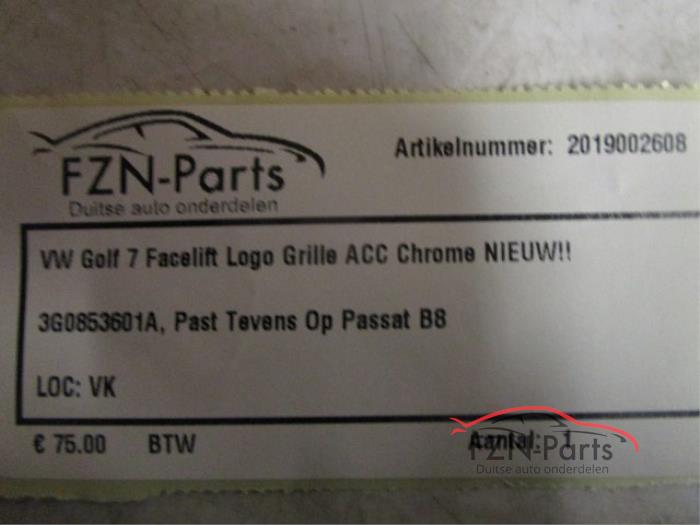 FZN-Parts
Duitse auto onderdelen
Artikelnummer: 2019002608
VW Golf 7 Facelift Logo Grille ACC Chrome NIEUW!!
3G0853601A, Past Tevens Op Passat B8
LOC: VK
€ 75.00 BTW Aantal: 1
FZN-Parts
Duitse auto onderdelen